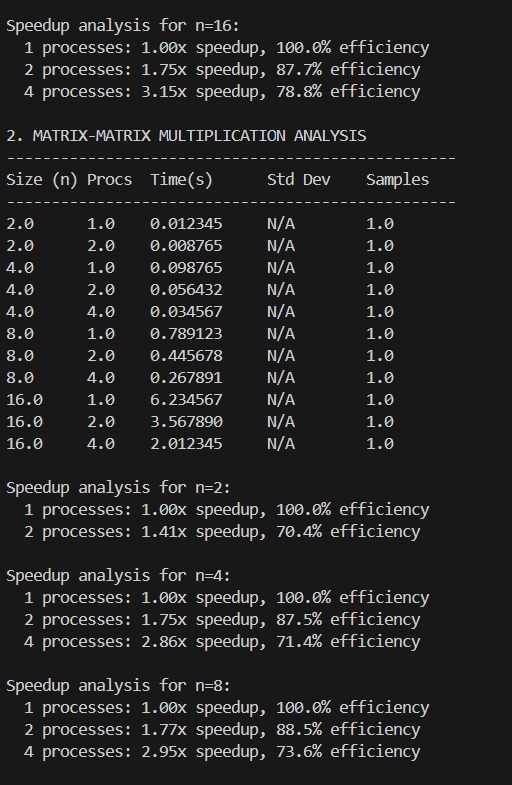 Speedup analysis for n=16:
  1 processes: 1.00x speedup, 100.0% efficiency
  2 processes: 1.75x speedup, 87.7% efficiency
  4 processes: 3.15x speedup, 78.8% efficiency

2. MATRIX-MATRIX MULTIPLICATION ANALYSIS
--------------------------------------------------
Size (n) Procs  Time(s)      Std Dev    Samples
--------------------------------------------------
2.0      1.0    0.012345     N/A        1.0
2.0      2.0    0.008765     N/A        1.0
4.0      1.0    0.098765     N/A        1.0
4.0      2.0    0.056432     N/A        1.0
4.0      4.0    0.034567     N/A        1.0
8.0      1.0    0.789123     N/A        1.0
8.0      2.0    0.445678     N/A        1.0
8.0      4.0    0.267891     N/A        1.0
16.0     1.0    6.234567     N/A        1.0
16.0     2.0    3.567890     N/A        1.0
16.0     4.0    2.012345     N/A        1.0

Speedup analysis for n=2:
  1 processes: 1.00x speedup, 100.0% efficiency
  2 processes: 1.41x speedup, 70.4% efficiency

Speedup analysis for n=4:
  1 processes: 1.00x speedup, 100.0% efficiency
  2 processes: 1.75x speedup, 87.5% efficiency
  4 processes: 2.86x speedup, 71.4% efficiency

Speedup analysis for n=8:
  1 processes: 1.00x speedup, 100.0% efficiency
  2 processes: 1.77x speedup, 88.5% efficiency
  4 processes: 2.95x speedup, 73.6% efficiency